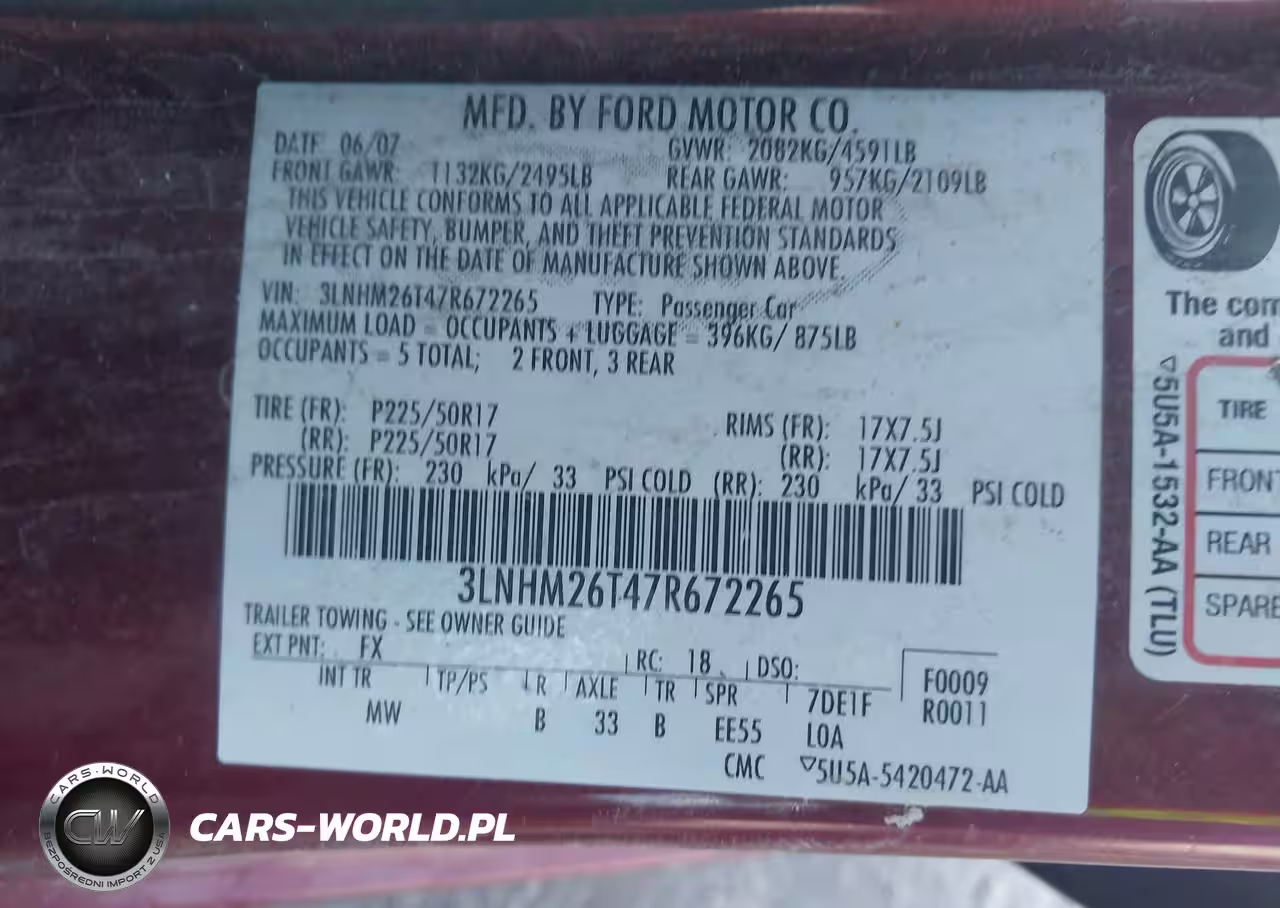 MFD. BY FORD MOTOR CO.
DATE 06/07 GVWR: 2082KG/4591LB
FRONT GAWR: 1132KG/2495LB REAR GAWR: 957KG/2109LB
THIS VEHICLE CONFORMS TO ALL APPLICABLE FEDERAL MOTOR
VEHICLE SAFETY, BUMPER, AND THEFT PREVENTION STANDARDS
IN EFFECT ON THE DATE OF MANUFACTURE SHOWN ABOVE.
VIN: 3LNHM26T47R672265 TYPE: Passenger Car
MAXIMUM LOAD = OCCUPANTS + LUGGAGE = 396KG/ 875LB
OCCUPANTS = 5 TOTAL; 2 FRONT, 3 REAR
TIRE (FR): P225/50R17 RIMS (FR): 17X7.5J
(RR): P225/50R17 (RR): 17X7.5J
PRESSURE (FR): 230 kPa/ 33 PSI COLD (RR): 230 kPa/ 33 PSI COLD
3LNHM26T47R672265
TRAILER TOWING - SEE OWNER GUIDE
EXT PNT: FX RC: 18 DSO:
INT TR TP/PS R AXLE TR SPR 7DE1F F0009
MW B 33 B EE55 LOA R0011
CMC 5U5A-5420472-AA
The com
and
5U5A-1532-AA (TLU)
TIRE
FRONT
REAR
SPARE
CARS-WORLD
CW
BEZPOŚREDNI IMPORT Z USA
CARS-WORLD.PL